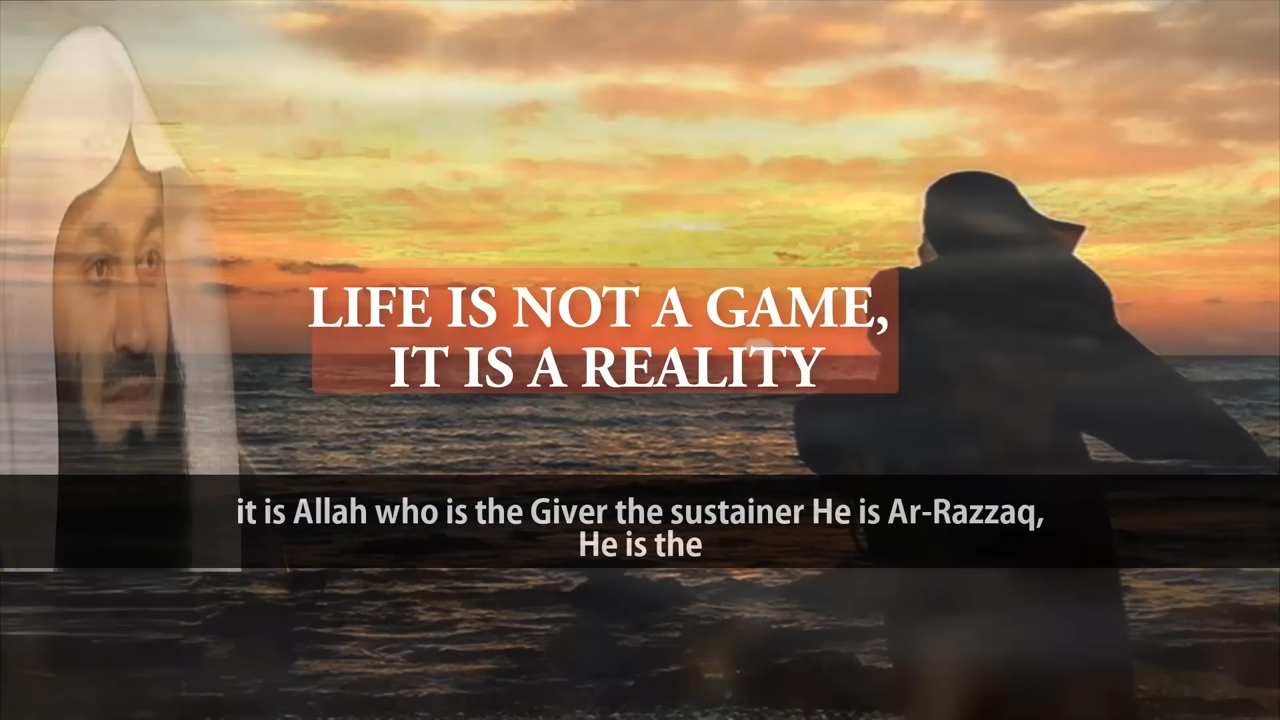 LIFE IS NOT A GAME,
IT IS A REALITY
it is Allah who is the Giver the sustainer He is Ar-Razzaq,
He is the